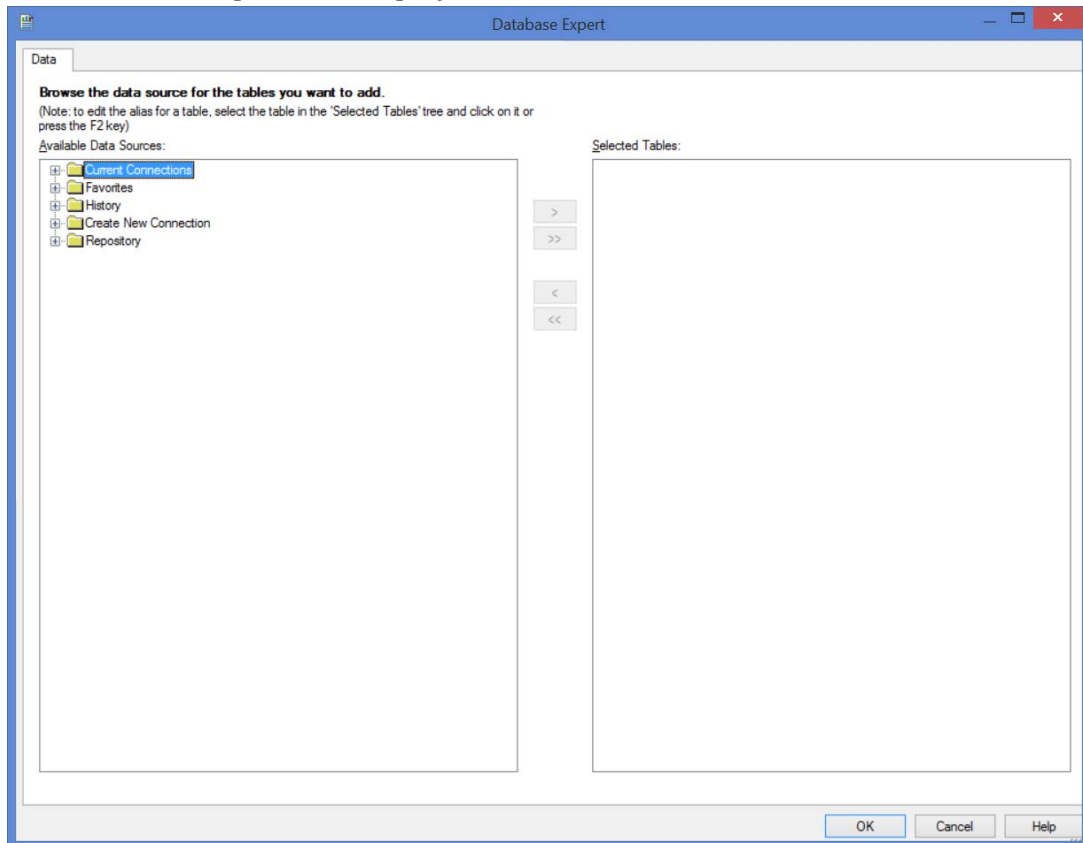 Database Expert
Data
Browse the data source for the tables you want to add.
(Note: to edit the alias for a table, select the table in the 'Selected Tables' tree and click on it or
press the F2 key)
Available Data Sources:
Selected Tables:
Current Connections
Favorites
History
Create New Connection
Repository
>
>>
<
<<
OK
Cancel
Help